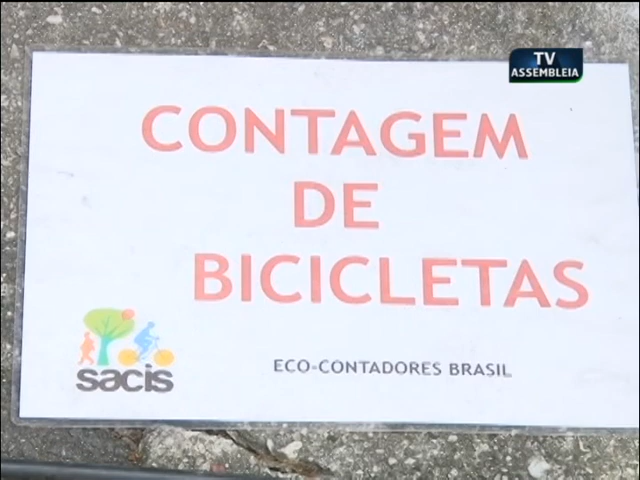 TV
ASSEMBLEIA
CONTAGEM
DE
BICICLETAS
sacis
ECO-CONTADORES BRASIL